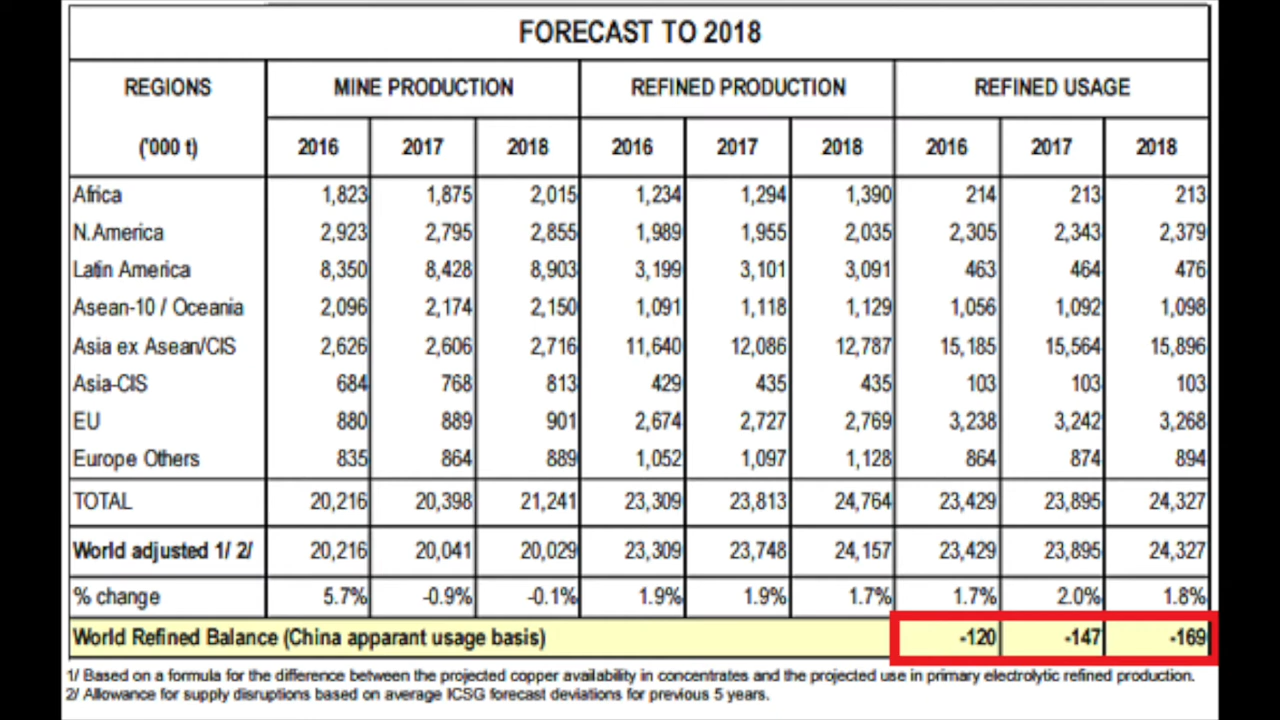 FORECAST TO 2018
REGIONS MINE PRODUCTION REFINED PRODUCTION REFINED USAGE
('000 t) 2016 2017 2018 2016 2017 2018 2016 2017 2018
Africa 1,823 1,875 2,015 1,234 1,294 1,390 214 213 213
N.America 2,923 2,795 2,855 1,989 1,955 2,035 2,305 2,343 2,379
Latin America 8,350 8,428 8,903 3,199 3,101 3,091 463 464 476
Asean-10 / Oceania 2,096 2,174 2,150 1,091 1,118 1,129 1,056 1,092 1,098
Asia ex Asean/CIS 2,626 2,606 2,716 11,640 12,086 12,787 15,185 15,564 15,896
Asia-CIS 684 768 813 429 435 435 103 103 103
EU 880 889 901 2,674 2,727 2,769 3,238 3,242 3,268
Europe Others 835 864 889 1,052 1,097 1,128 864 874 894
TOTAL 20,216 20,398 21,241 23,309 23,813 24,764 23,429 23,895 24,327
World adjusted 1/ 2/ 20,216 20,041 20,029 23,309 23,748 24,157 23,429 23,895 24,327
% change 5.7% -0.9% -0.1% 1.9% 1.9% 1.7% 1.7% 2.0% 1.8%
World Refined Balance (China apparant usage basis) -120 -147 -169
1/ Based on a formula for the difference between the projected copper availability in concentrates and the projected use in primary electrolytic refined production.
2/ Allowance for supply disruptions based on average ICSG forecast deviations for previous 5 years.